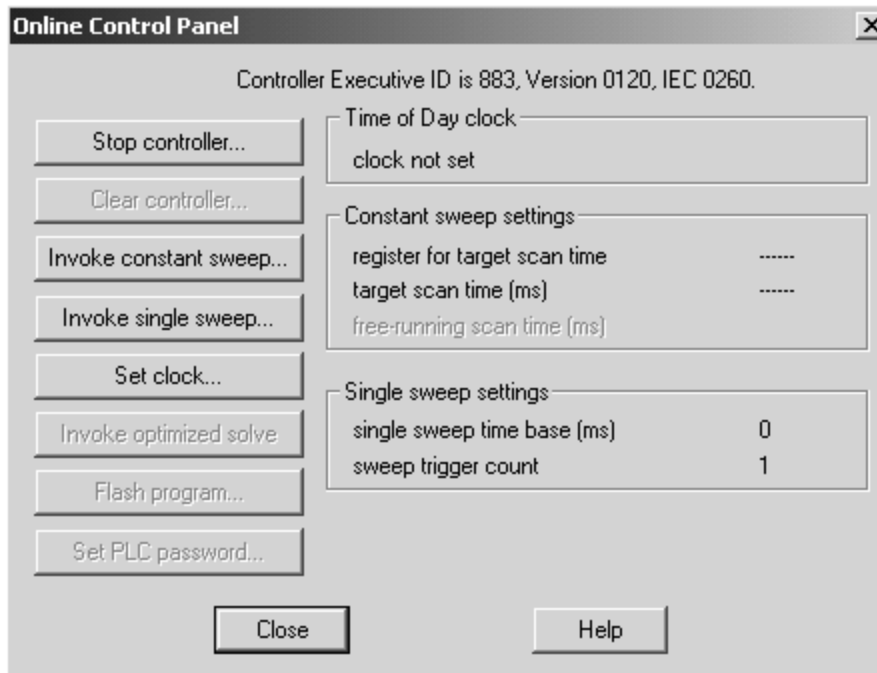 Online Control Panel
Controller Executive ID is 883, Version 0120, IEC 0260.
Stop controller...
Clear controller...
Invoke constant sweep...
Invoke single sweep...
Set clock...
Invoke optimized solve
Flash program...
Set PLC password...
Time of Day clock
clock not set
Constant sweep settings
register for target scan time ------
target scan time (ms) ------
free-running scan time (ms)
Single sweep settings
single sweep time base (ms) 0
sweep trigger count 1
Close
Help